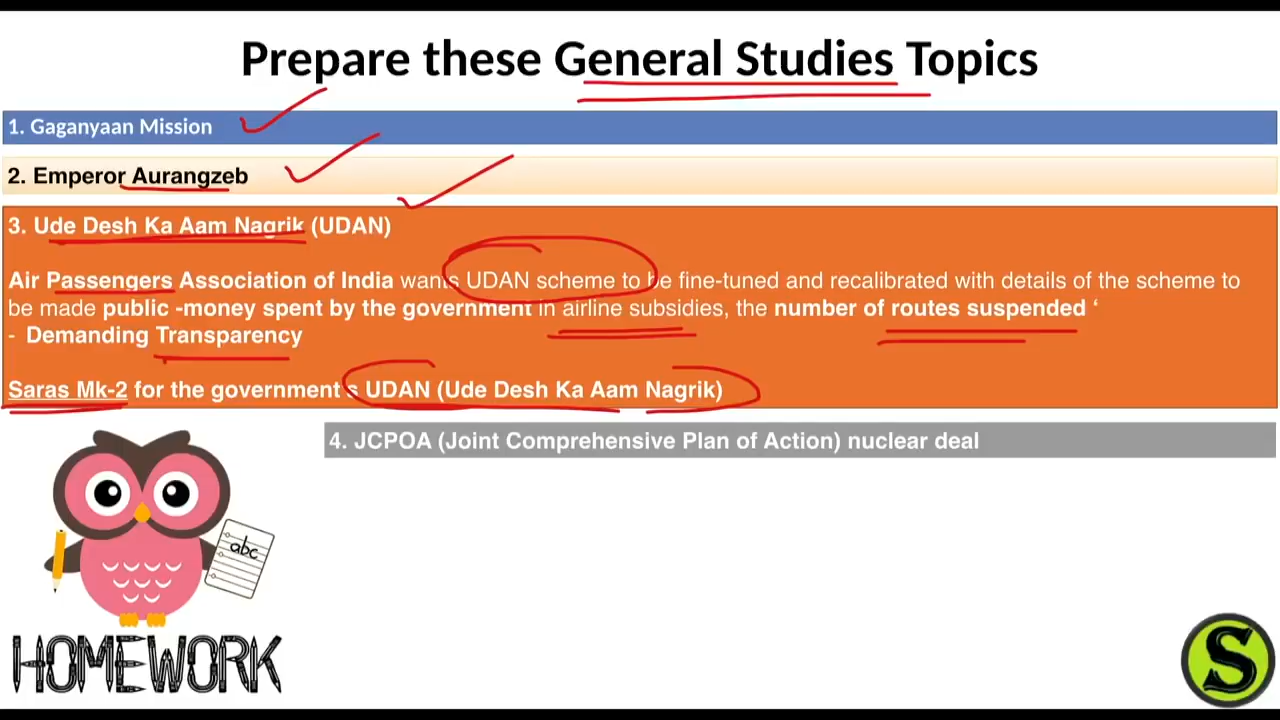 Prepare these General Studies Topics
1. Gaganyaan Mission
2. Emperor Aurangzeb
3. Ude Desh Ka Aam Nagrik (UDAN)
Air Passengers Association of India wants UDAN scheme to be fine-tuned and recalibrated with details of the scheme to
be made public -money spent by the government in airline subsidies, the number of routes suspended ‘
- Demanding Transparency
Saras Mk-2 for the government's UDAN (Ude Desh Ka Aam Nagrik)
4. JCPOA (Joint Comprehensive Plan of Action) nuclear deal
abc
HOMEWORK
S